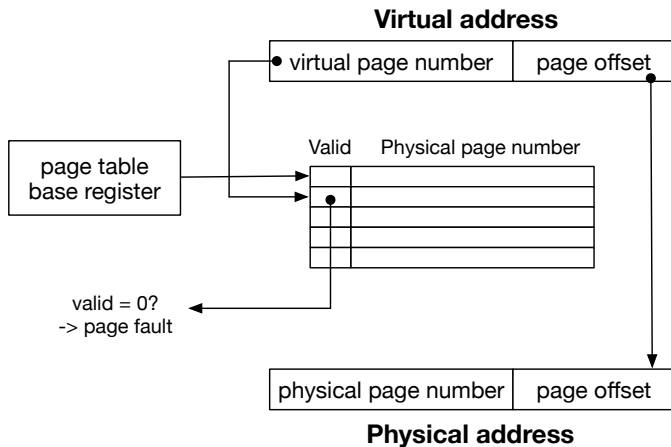 Virtual address
virtual page number page offset
Valid Physical page number
page table
base register
valid = 0?
-> page fault
physical page number page offset
Physical address